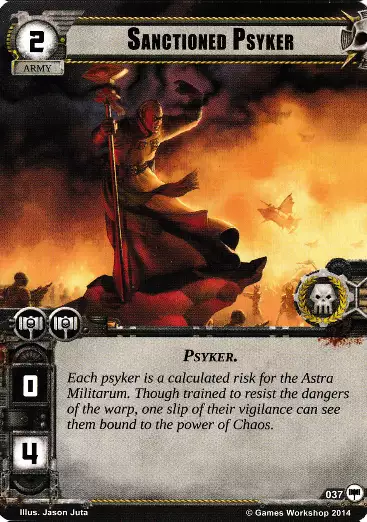 2
SANCTIONED PSYKER
ARMY
PSYKER.
0
Each psyker is a calculated risk for the Astra
Militarum. Though trained to resist the dangers
of the warp, one slip of their vigilance can see
them bound to the power of Chaos.
4
037
Illus. Jason Juta
© Games Workshop 2014